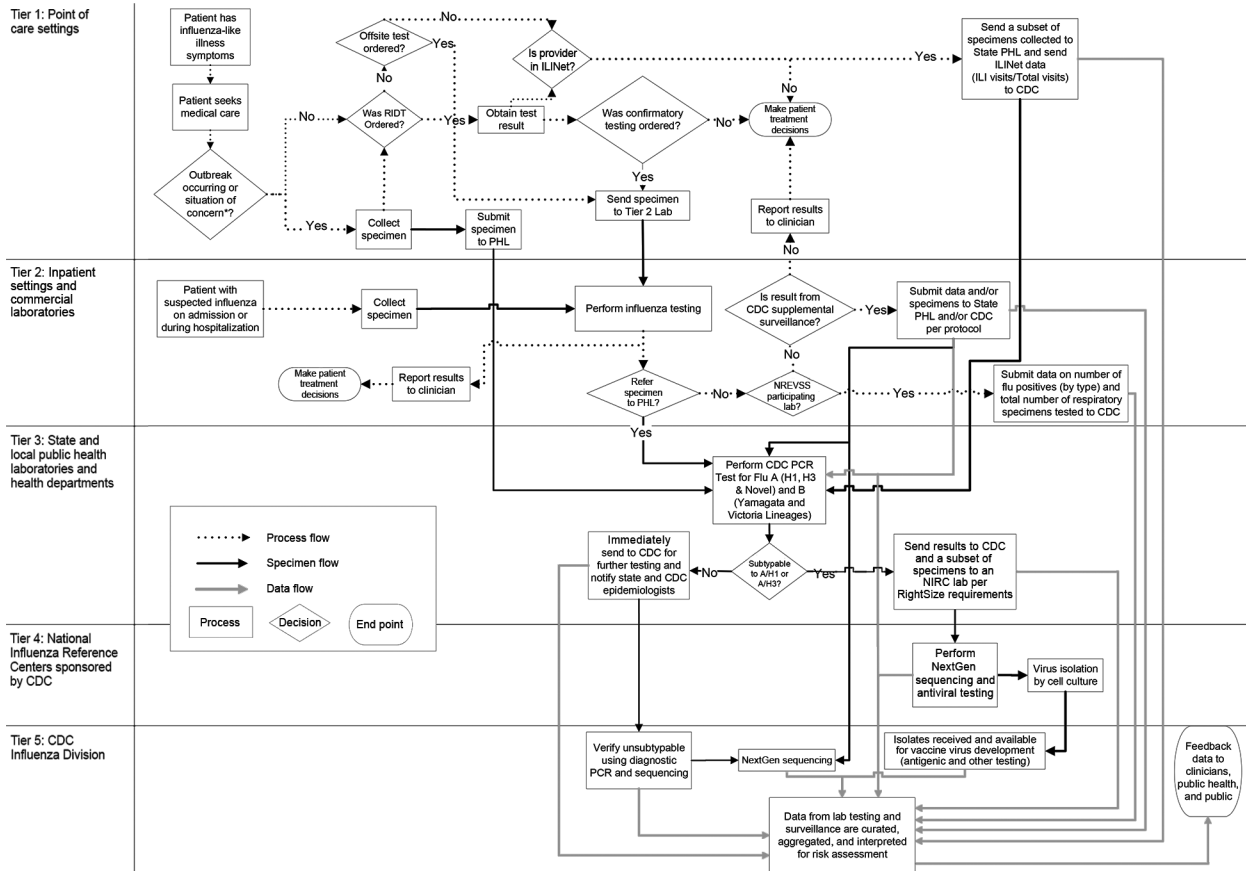 Tier 1: Point of
care settings
Patient has
influenza-like
illness
symptoms
Patient seeks
medical care
Outbreak
occurring or
situation of
concern*?
No
Yes
Offsite test
ordered?
No
Yes
No
Was RIDT
Ordered?
Yes
Collect
specimen
Submit
specimen
to PHL
Obtain test
result
Is provider
in ILINet?
Yes
No
Was confirmatory
testing ordered?
No
Yes
Send specimen
to Tier 2 Lab
Make patient
treatment
decisions
Report results
to clinician
No
Send a subset of
specimens collected to
State PHL and send
ILINet data
(ILI visits/Total visits)
to CDC
Tier 2: Inpatient
settings and
commercial
laboratories
Patient with
suspected influenza
on admission or
during hospitalization
Collect
specimen
Perform influenza testing
Make patient
treatment
decisions
Report results
to clinician
Refer
specimen
to PHL?
No
Yes
Is result from
CDC supplemental
surveillance?
Yes
No
NREVSS
participating
lab?
Yes
Submit data and/or
specimens to State
PHL and/or CDC
per protocol
Submit data on number of
flu positives (by type) and
total number of respiratory
specimens tested to CDC
Tier 3: State and
local public health
laboratories and
health departments
Perform CDC PCR
Test for Flu A (H1, H3
& Novel) and B
(Yamagata and
Victoria Lineages)
Immediately
send to CDC for
further testing and
notify state and CDC
epidemiologists
No
Subtypable
to A/H1 or
A/H3?
Yes
Send results to CDC
and a subset of
specimens to an
NIRC lab per
RightSize requirements
Process flow
Specimen flow
Data flow
Process
Decision
End point
Tier 4: National
Influenza Reference
Centers sponsored
by CDC
Perform
NextGen
sequencing and
antiviral testing
Virus isolation
by cell culture
Tier 5: CDC
Influenza Division
Verify unsubtypable
using diagnostic
PCR and sequencing
NextGen sequencing
Isolates received and available
for vaccine virus development
(antigenic and other testing)
Data from lab testing and
surveillance are curated,
aggregated, and interpreted
for risk assessment
Feedback
data to
clinicians,
public health,
and public